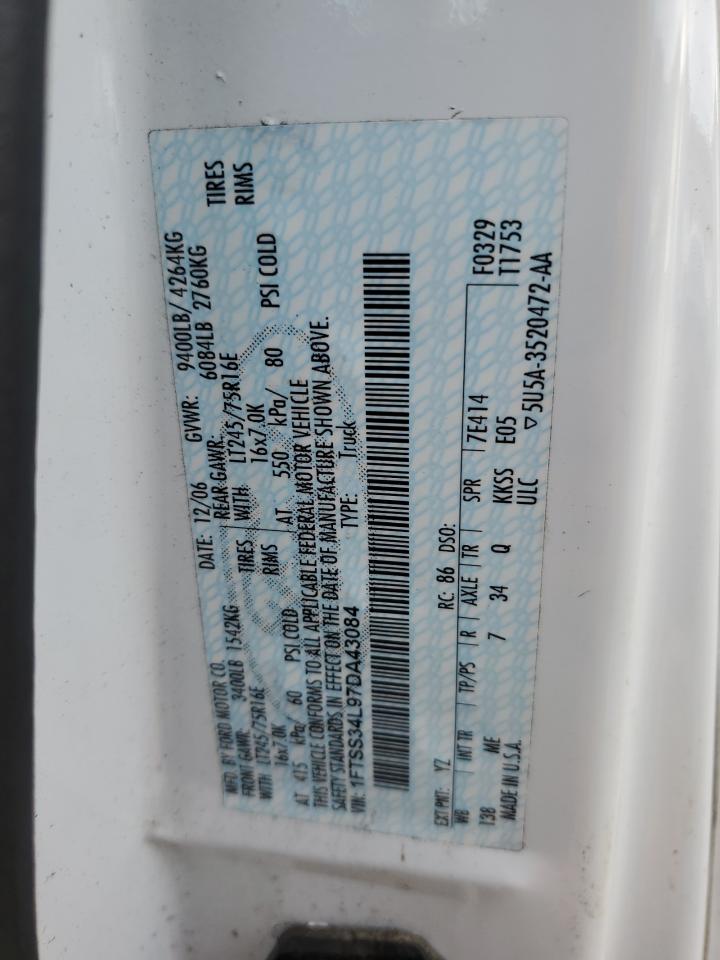 MFD. BY FORD MOTOR CO.
DATE: 12/06 GVWR: 9400LB/ 4264KG
FRONT GAWR: 3400LB 1542KG REAR GAWR: 6084LB 2760KG
WITH LT245/75R16E TIRES WITH LT245/75R16E TIRES
16x7.0K RIMS 16x7.0K RIMS
AT 415 kPa/ 60 PSI COLD AT 550 kPa/ 80 PSI COLD
THIS VEHICLE CONFORMS TO ALL APPLICABLE FEDERAL MOTOR VEHICLE
SAFETY STANDARDS IN EFFECT ON THE DATE OF MANUFACTURE SHOWN ABOVE.
VIN: 1FTSS34L97DA43084 TYPE: Truck
EXT PNT: YZ RC: 86 DSO: F0329
WB INT TR TP/PS R AXLE TR SPR 7E414 T1753
138 ME 7 34 Q KKSS E05
MADE IN U.S.A. ULC ▽5U5A-3520472-AA